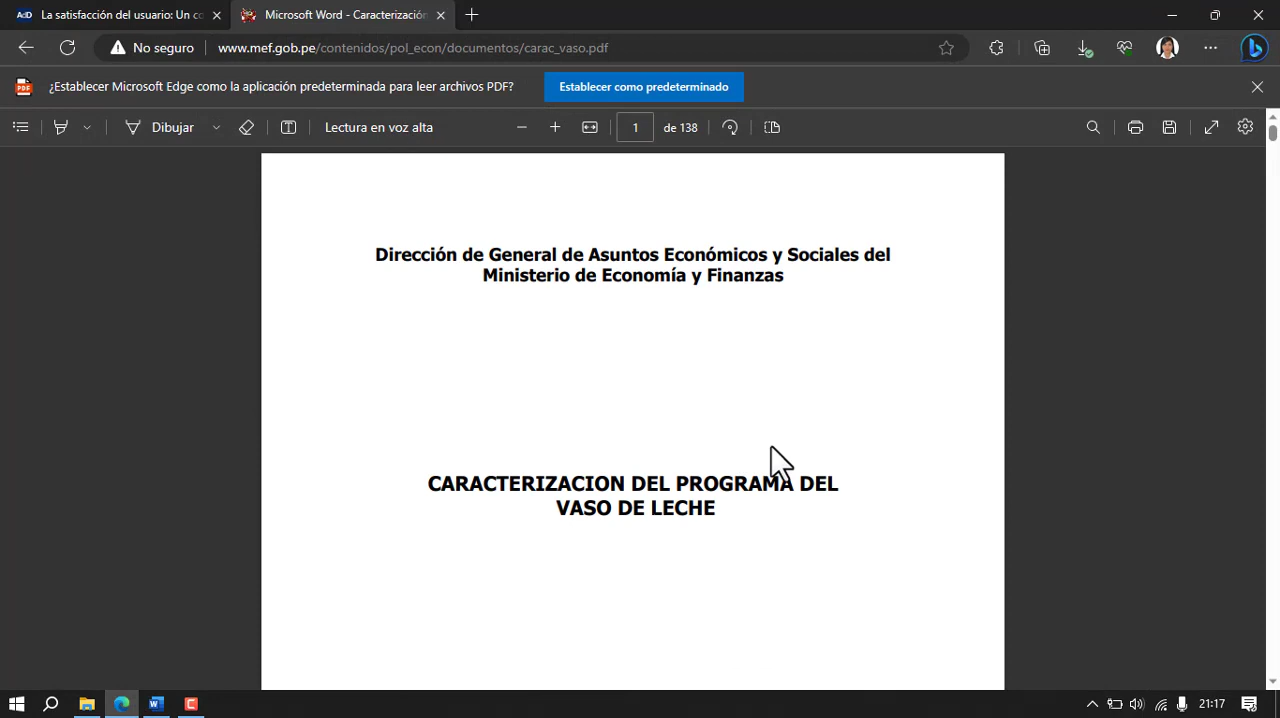 La satisfacción del usuario: Un co
Microsoft Word - Caracterización
No seguro
www.mef.gob.pe/contenidos/pol_econ/documentos/carac_vaso.pdf
¿Establecer Microsoft Edge como la aplicación predeterminada para leer archivos PDF?
Establecer como predeterminado
Dibujar
Lectura en voz alta
1
de 138
Dirección de General de Asuntos Económicos y Sociales del
Ministerio de Economía y Finanzas
CARACTERIZACION DEL PROGRAMA DEL
VASO DE LECHE
21:17